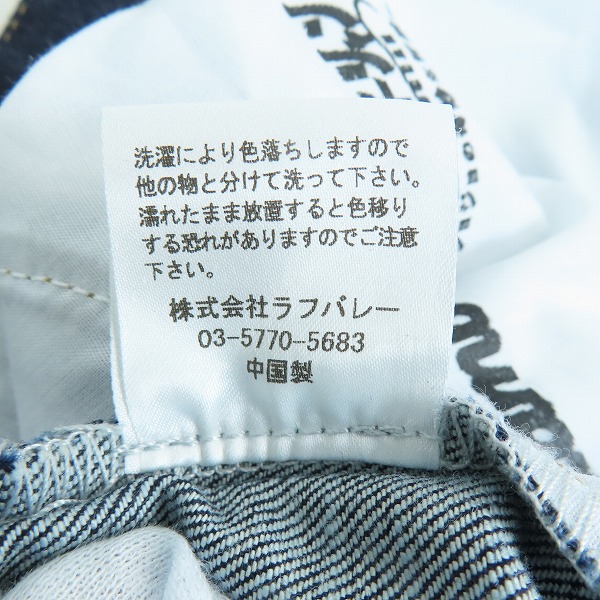 洗濯により色落ちしますので
他の物と分けて洗って下さい。
濡れたまま放置すると色移り
する恐れがありますのでご注意
下さい。
株式会社ラフバレー
03-5770-5683
中国製